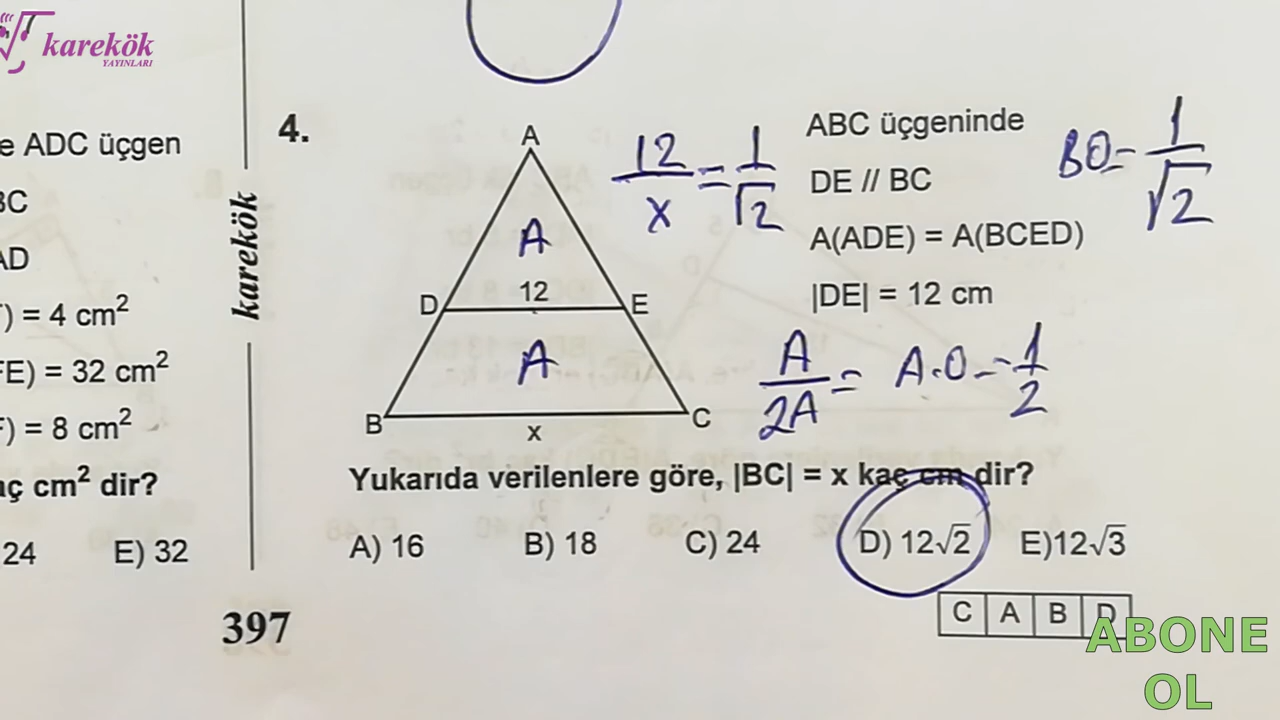 karekök
YAYINLARI
e ADC üçgen
BC
AD
) = 4 cm²
FE) = 32 cm²
F) = 8 cm²
aç cm² dir?
24 E) 32
karekök
397
4.
A
A
D 12 E
A
B C
x
12/x = 1/√2
ABC üçgeninde
DE // BC
A(ADE) = A(BCED)
|DE| = 12 cm
BO = 1/√2
A/2A = A.O = 1/2
Yukarıda verilenlere göre, |BC| = x kaç cm dir?
A) 16 B) 18 C) 24 D) 12√2 E)12√3
C A B D
ABONE
OL